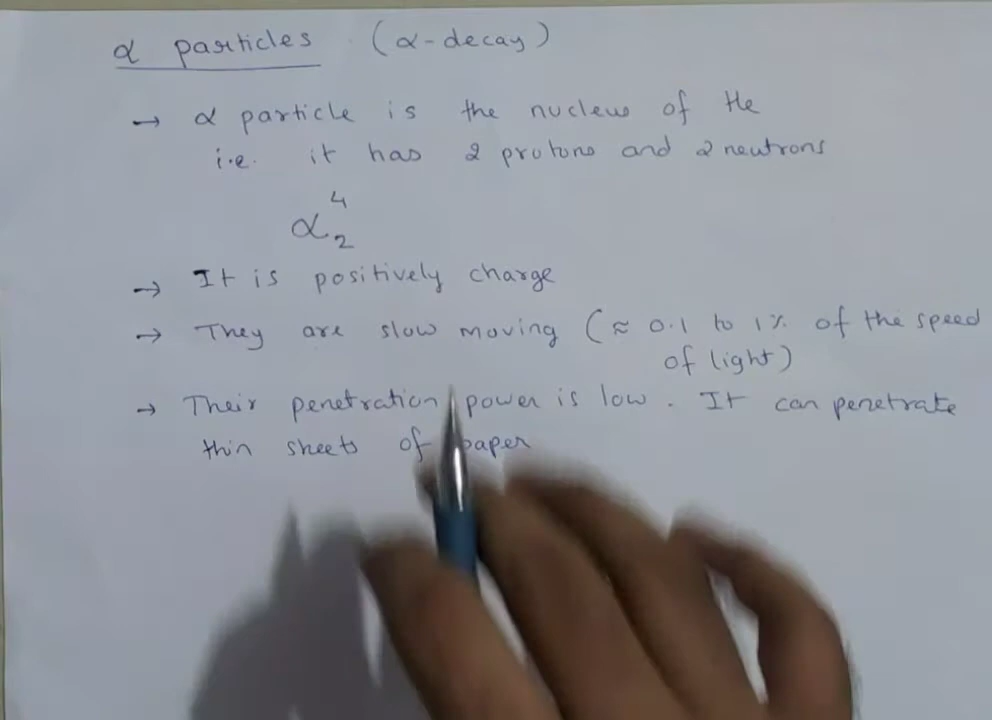 α particles (α-decay)
→ α particle is the nucleus of He
i.e. it has 2 protons and 2 neutrons
α₂⁴
→ It is positively charge
→ They are slow moving (≈ 0.1 to 1% of the speed
of light)
→ Their penetration power is low. It can penetrate
thin sheets of paper